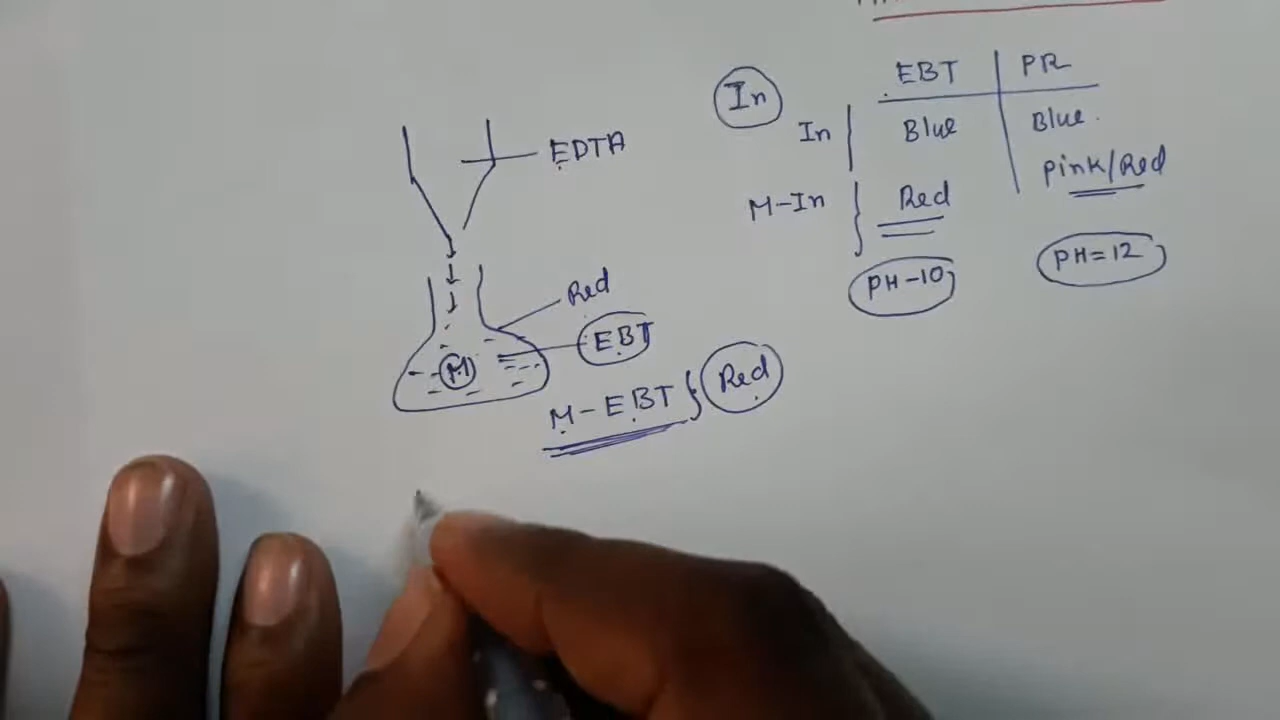 EBT PR
In
In Blue Blue.
EDTA
pink/Red
M-In Red
PH=12
PH-10
Red
EBT
M
M-EBT Red